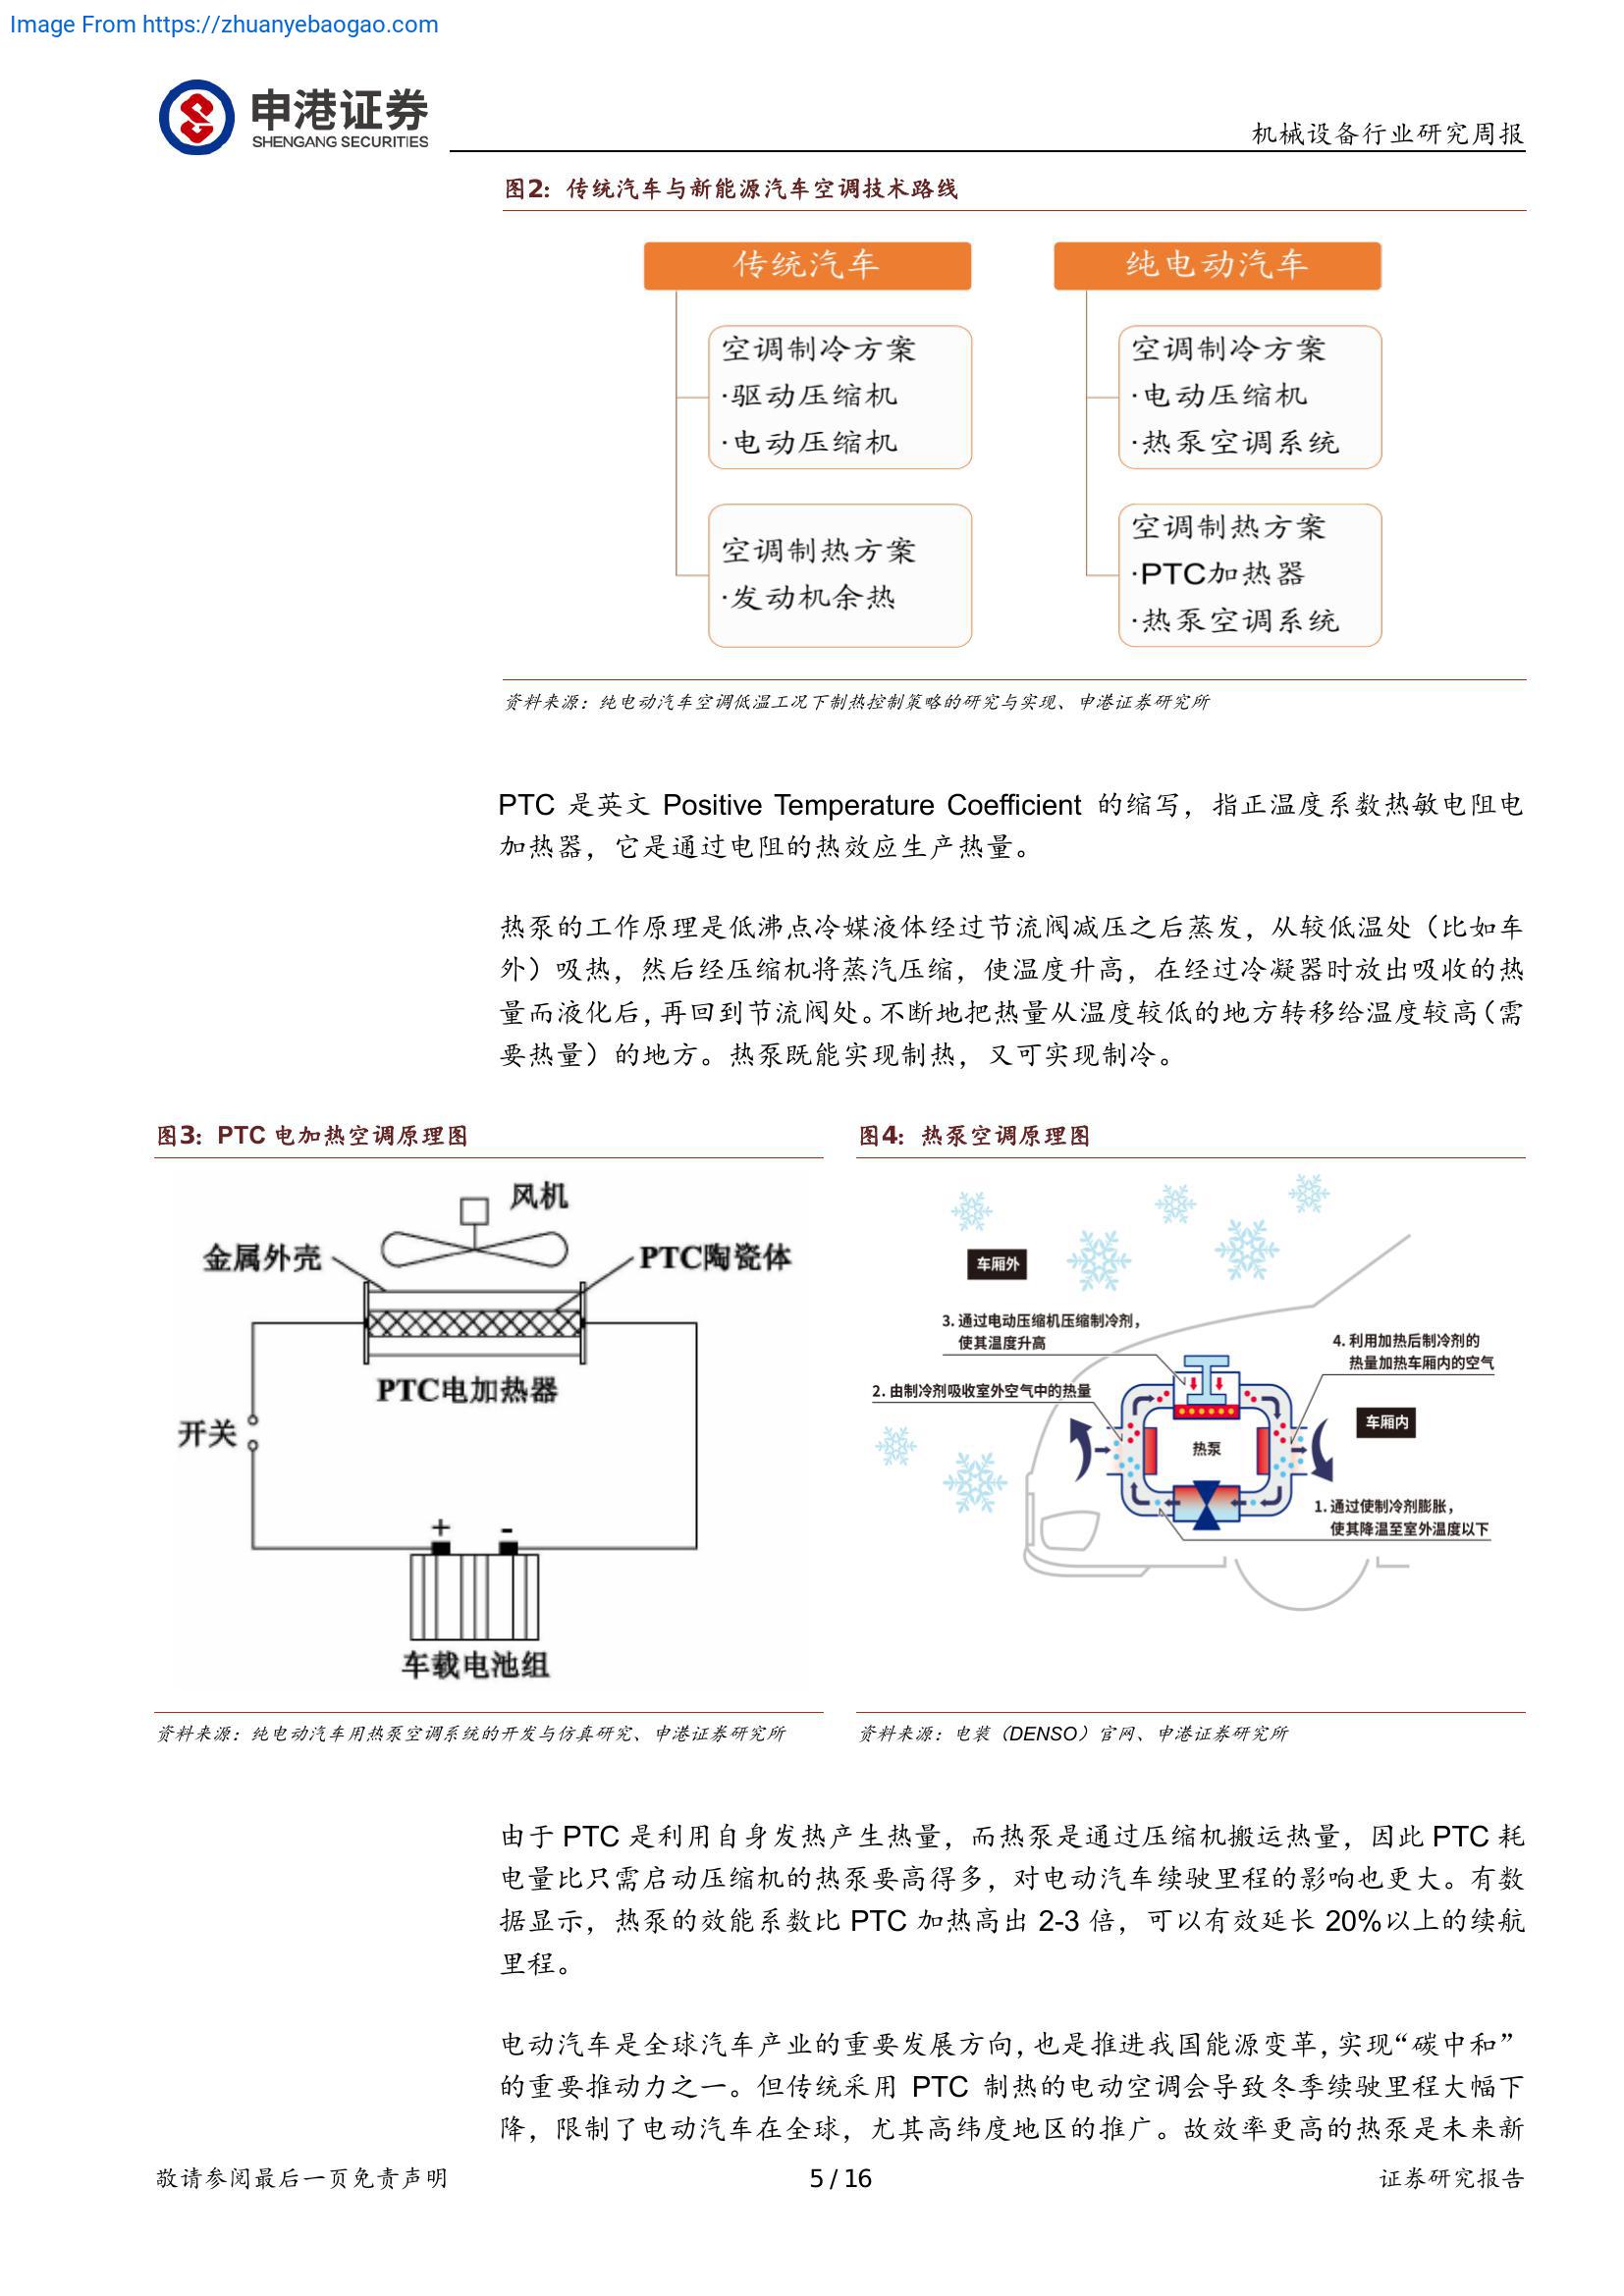 Image From https://zhuanyebaogao.com
申港证券
SHENGANG SECURITIES
机械设备行业研究周报
图2：传统汽车与新能源汽车空调技术路线
传统汽车
空调制冷方案
·驱动压缩机
·电动压缩机
空调制热方案
·发动机余热
纯电动汽车
空调制冷方案
·电动压缩机
·热泵空调系统
空调制热方案
·PTC加热器
·热泵空调系统
资料来源：纯电动汽车空调低温工况下制热控制策略的研究与实现、申港证券研究所
PTC 是英文 Positive Temperature Coefficient 的缩写，指正温度系数热敏电阻电
加热器，它是通过电阻的热效应生产热量。
热泵的工作原理是低沸点冷媒液体经过节流阀减压之后蒸发，从较低温处（比如车
外）吸热，然后经压缩机将蒸汽压缩，使温度升高，在经过冷凝器时放出吸收的热
量而液化后，再回到节流阀处。不断地把热量从温度较低的地方转移给温度较高（需
要热量）的地方。热泵既能实现制热，又可实现制冷。
图3：PTC 电加热空调原理图
风机
金属外壳
PTC陶瓷体
PTC电加热器
开关
+ -
车载电池组
资料来源：纯电动汽车用热泵空调系统的开发与仿真研究、申港证券研究所
图4：热泵空调原理图
车厢外
3. 通过电动压缩机压缩制冷剂，
使其温度升高
4. 利用加热后制冷剂的
热量加热车厢内的空气
2. 由制冷剂吸收室外空气中的热量
车厢内
热泵
1. 通过使制冷剂膨胀，
使其降温至室外温度以下
资料来源：电装（DENSO）官网、申港证券研究所
由于 PTC 是利用自身发热产生热量，而热泵是通过压缩机搬运热量，因此 PTC 耗
电量比只需启动压缩机的热泵要高得多，对电动汽车续驶里程的影响也更大。有数
据显示，热泵的效能系数比 PTC 加热高出 2-3 倍，可以有效延长 20%以上的续航
里程。
电动汽车是全球汽车产业的重要发展方向，也是推进我国能源变革，实现“碳中和”
的重要推动力之一。但传统采用 PTC 制热的电动空调会导致冬季续驶里程大幅下
降，限制了电动汽车在全球，尤其高纬度地区的推广。故效率更高的热泵是未来新
敬请参阅最后一页免责声明
5 / 16
证券研究报告